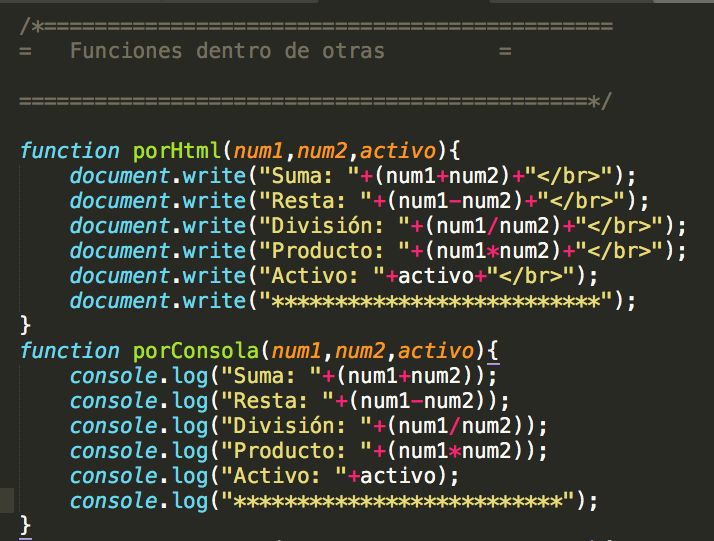 /*=============================================
=   Funciones dentro de otras         =

=============================================*/
function porHtml(num1,num2,activo){
    document.write("Suma: "+(num1+num2)+"</br>");
    document.write("Resta: "+(num1-num2)+"</br>");
    document.write("División: "+(num1/num2)+"</br>");
    document.write("Producto: "+(num1*num2)+"</br>");
    document.write("Activo: "+activo+"</br>");
    document.write("**************************");
}
function porConsola(num1,num2,activo){
    console.log("Suma: "+(num1+num2));
    console.log("Resta: "+(num1-num2));
    console.log("División: "+(num1/num2));
    console.log("Producto: "+(num1*num2));
    console.log("Activo: "+activo);
    console.log("**************************");
}